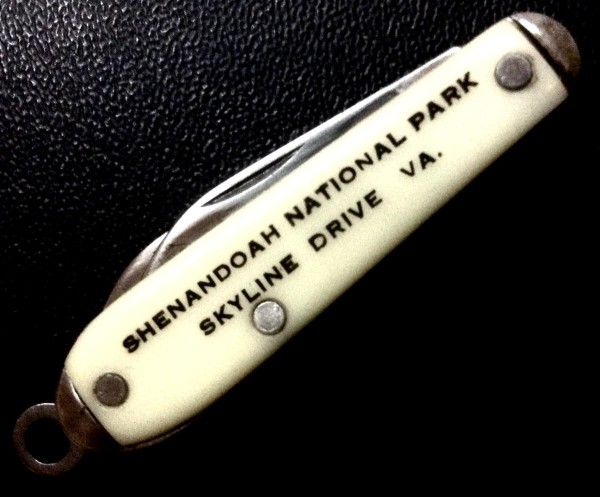 SHENANDOAH NATIONAL PARK
SKYLINE DRIVE VA.